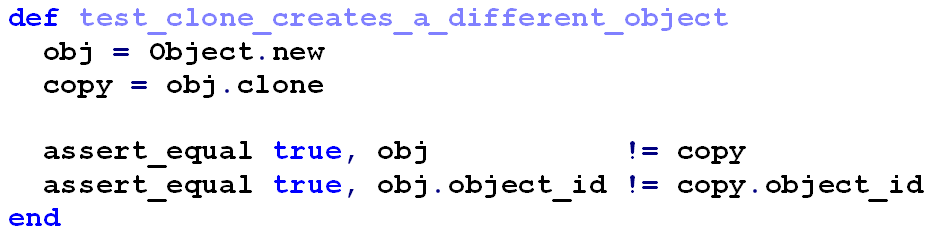 def test_clone_creates_a_different_object
  obj = Object.new
  copy = obj.clone

  assert_equal true, obj           != copy
  assert_equal true, obj.object_id != copy.object_id
end